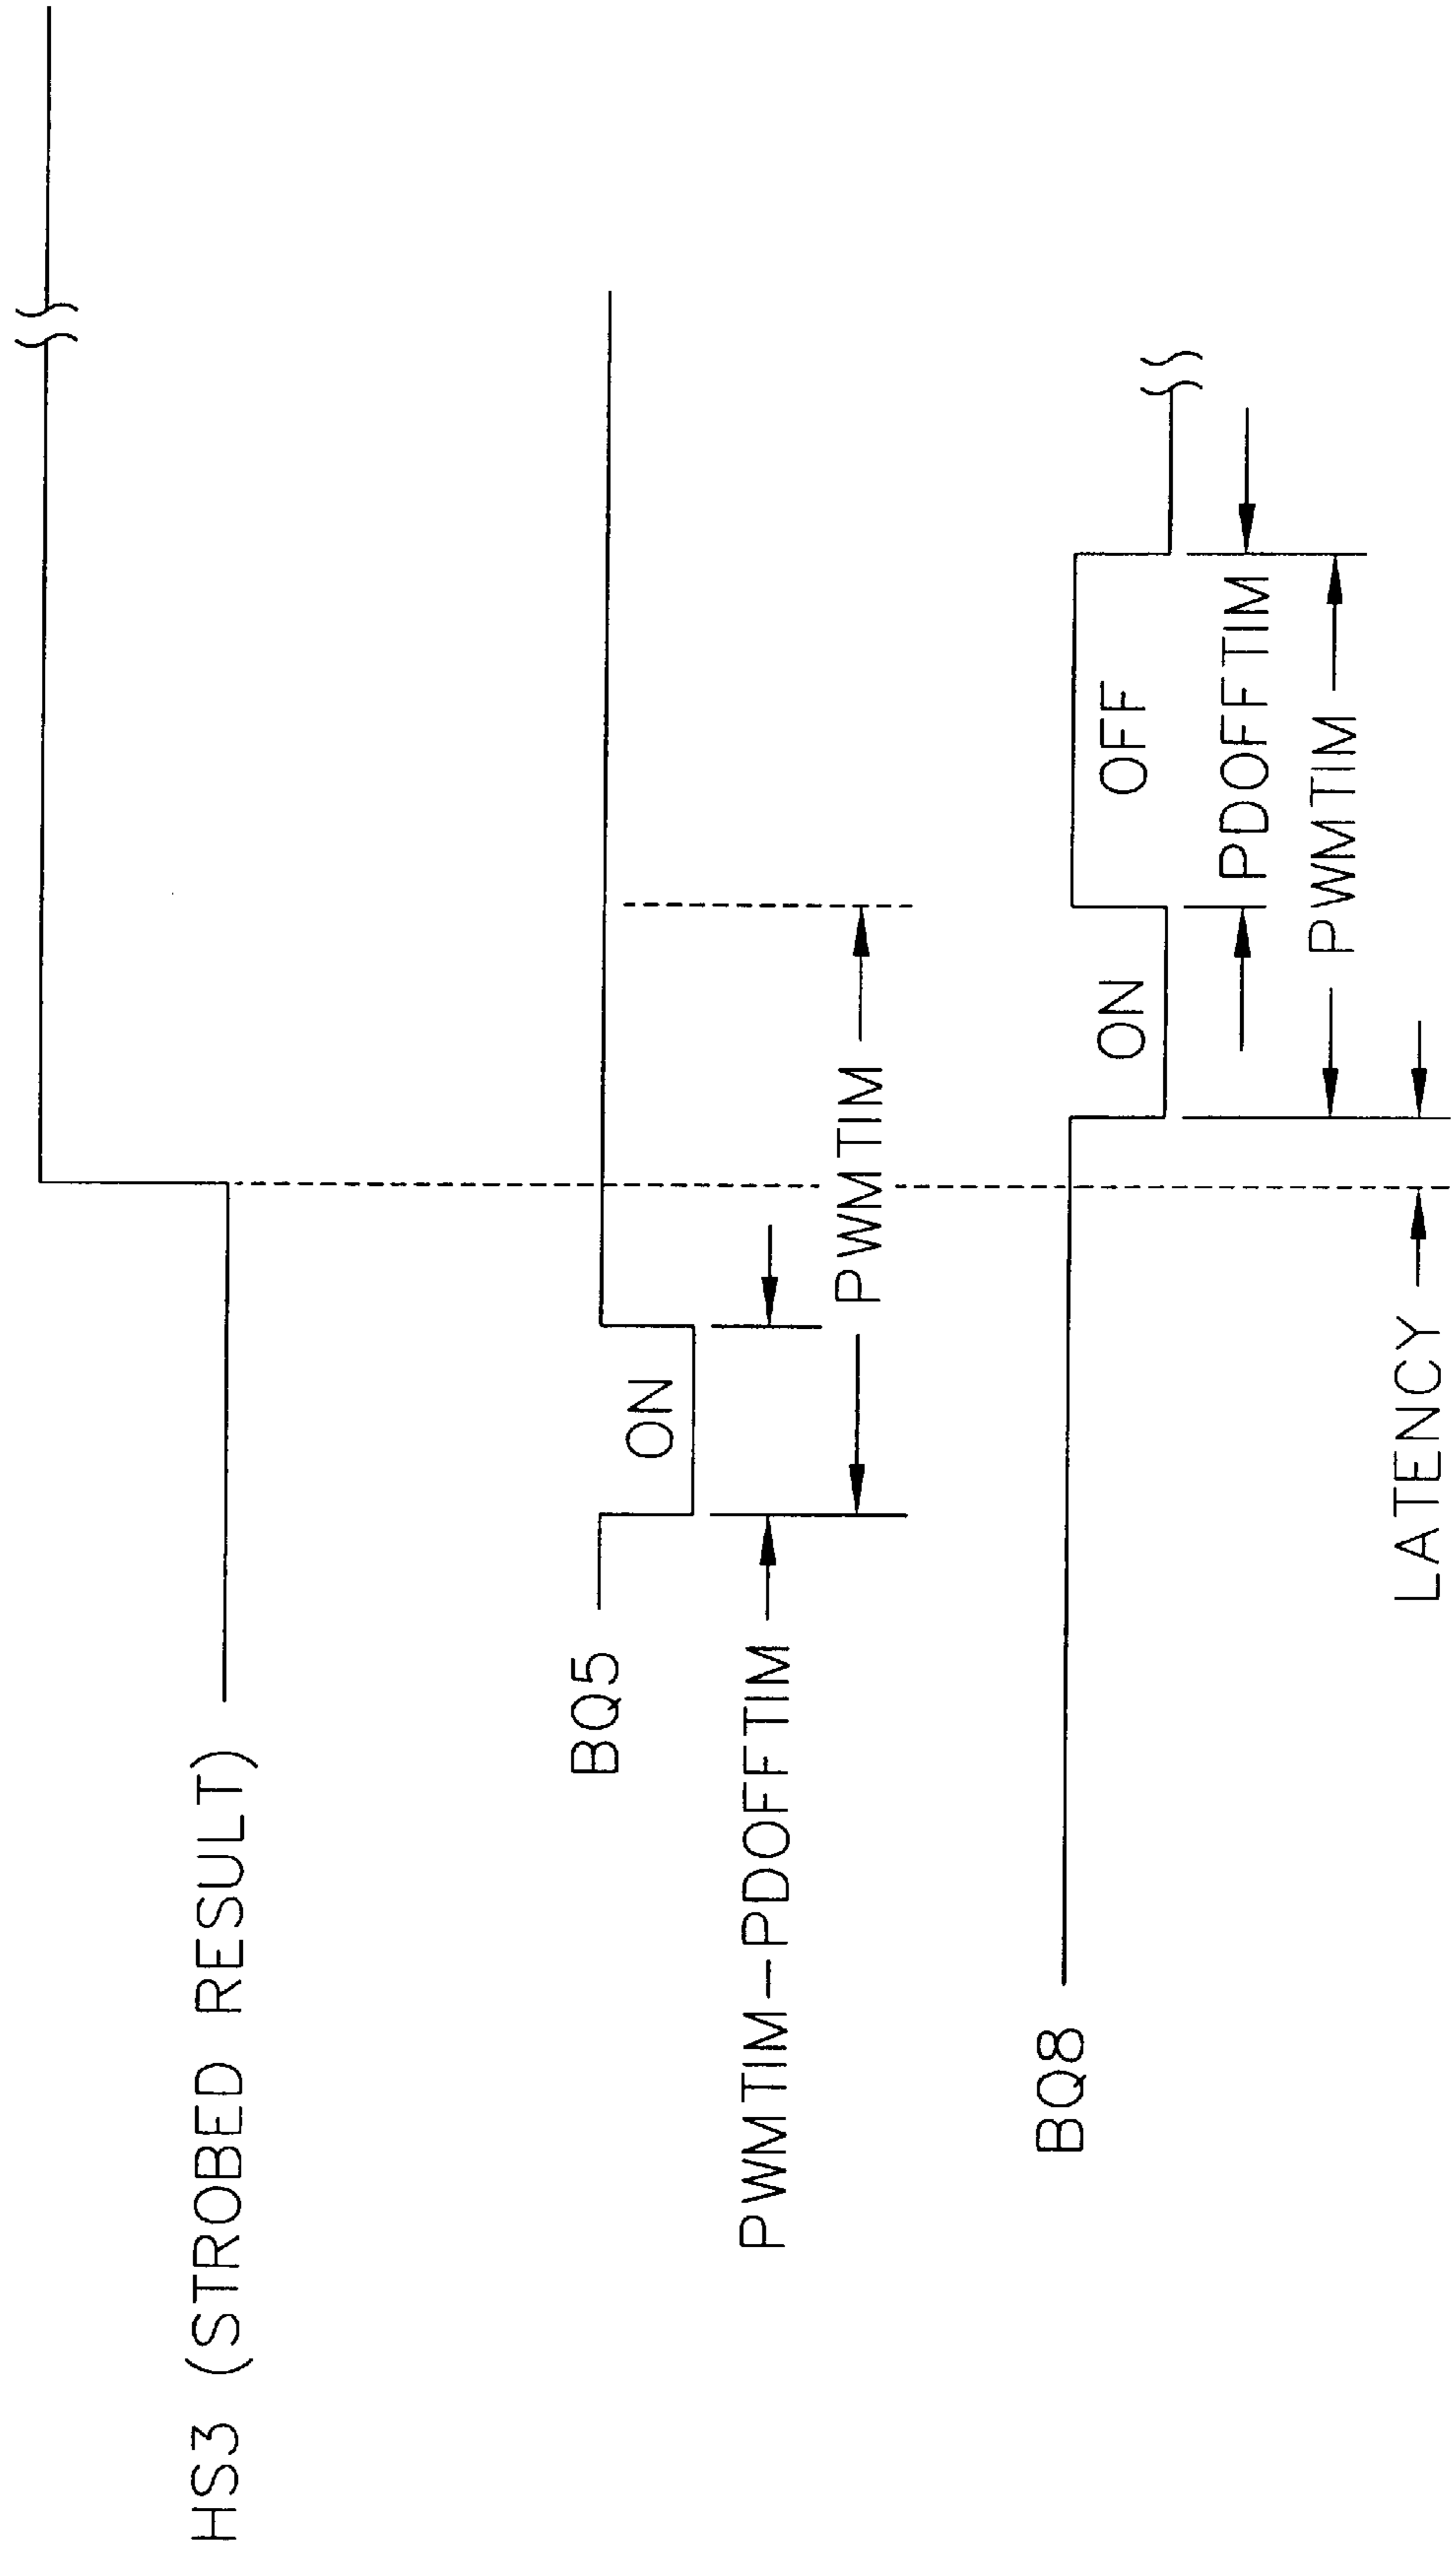 HS3 (STROBED RESULT)
BQ5
ON
PWMTIM-PDOFFTIM
PWMTIM
BQ8
ON
OFF
PDOFFTIM
PWMTIM
LATENCY